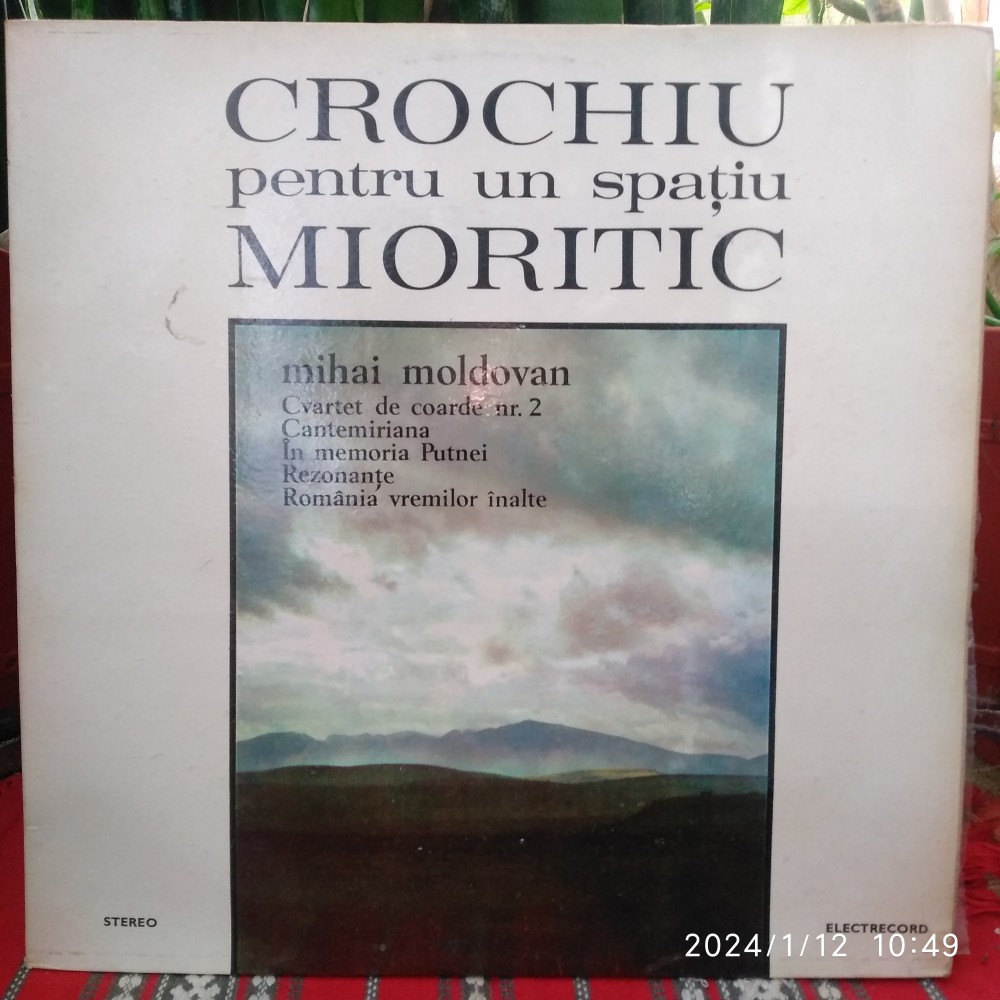 CROCHIU
pentru un spațiu
MIORITIC
mihai moldovan
Cvartet de coarde nr. 2
Cantemiriana
În memoria Putnei
Rezonanțe
România vremilor înalte
STEREO
ELECTRECORD
2024/1/12 10:49